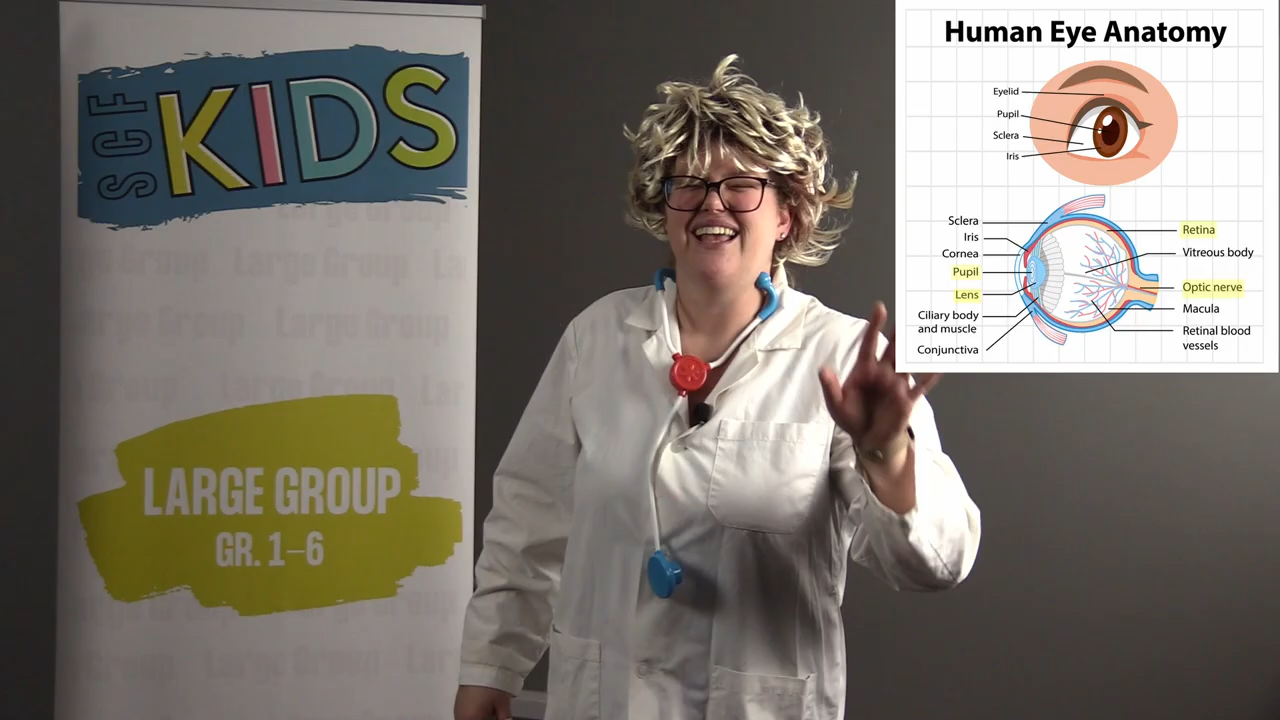 SCF
KIDS
LARGE GROUP
GR. 1–6
Human Eye Anatomy
Eyelid
Pupil
Sclera
Iris
Sclera
Iris
Cornea
Pupil
Lens
Ciliary body
and muscle
Conjunctiva
Retina
Vitreous body
Optic nerve
Macula
Retinal blood
vessels